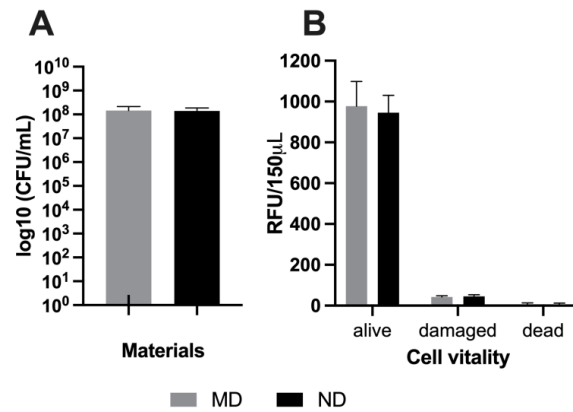 A
log10 (CFU/mL)
10¹⁰
10⁹
10⁸
10⁷
10⁶
10⁵
10⁴
10³
10²
10¹
10⁰
Materials
B
RFU/150μL
1200
1000
800
600
400
200
0
alive damaged dead
Cell vitality
MD ND